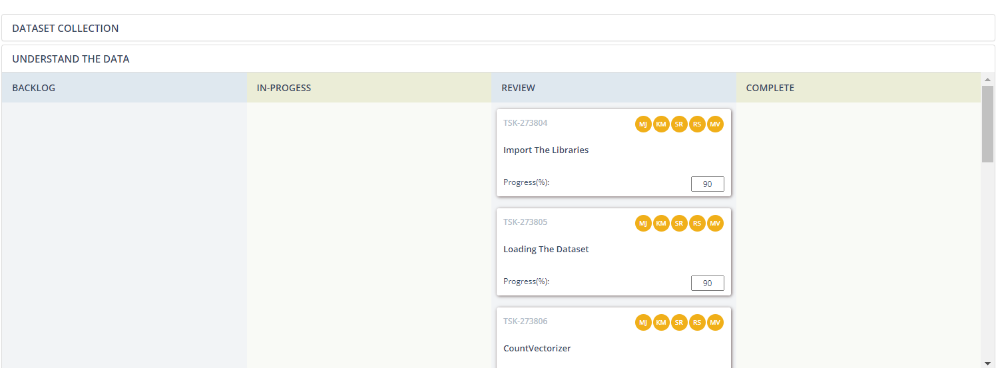 DATASET COLLECTION
UNDERSTAND THE DATA
BACKLOG
IN-PROGESS
REVIEW
COMPLETE
TSK-273804 MJ KM SR RS MV
Import The Libraries
Progress(%): 90
TSK-273805 MJ KM SR RS MV
Loading The Dataset
Progress(%): 90
TSK-273806 MJ KM SR RS MV
CountVectorizer